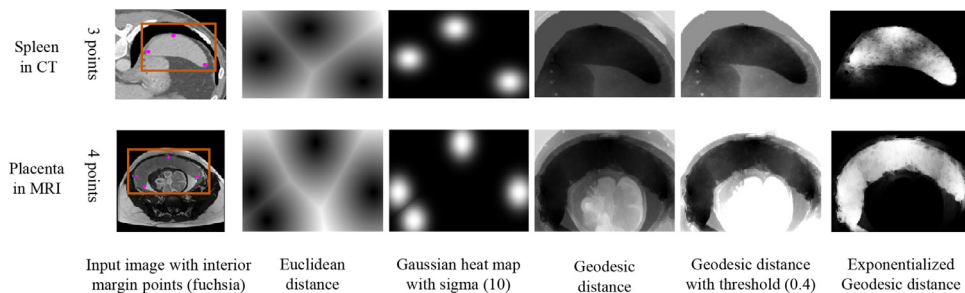 Spleen
in CT
3 points
Placenta
in MRI
4 points
Input image with interior
margin points (fuchsia)
Euclidean
distance
Gaussian heat map
with sigma (10)
Geodesic
distance
Geodesic distance
with threshold (0.4)
Exponentialized
Geodesic distance